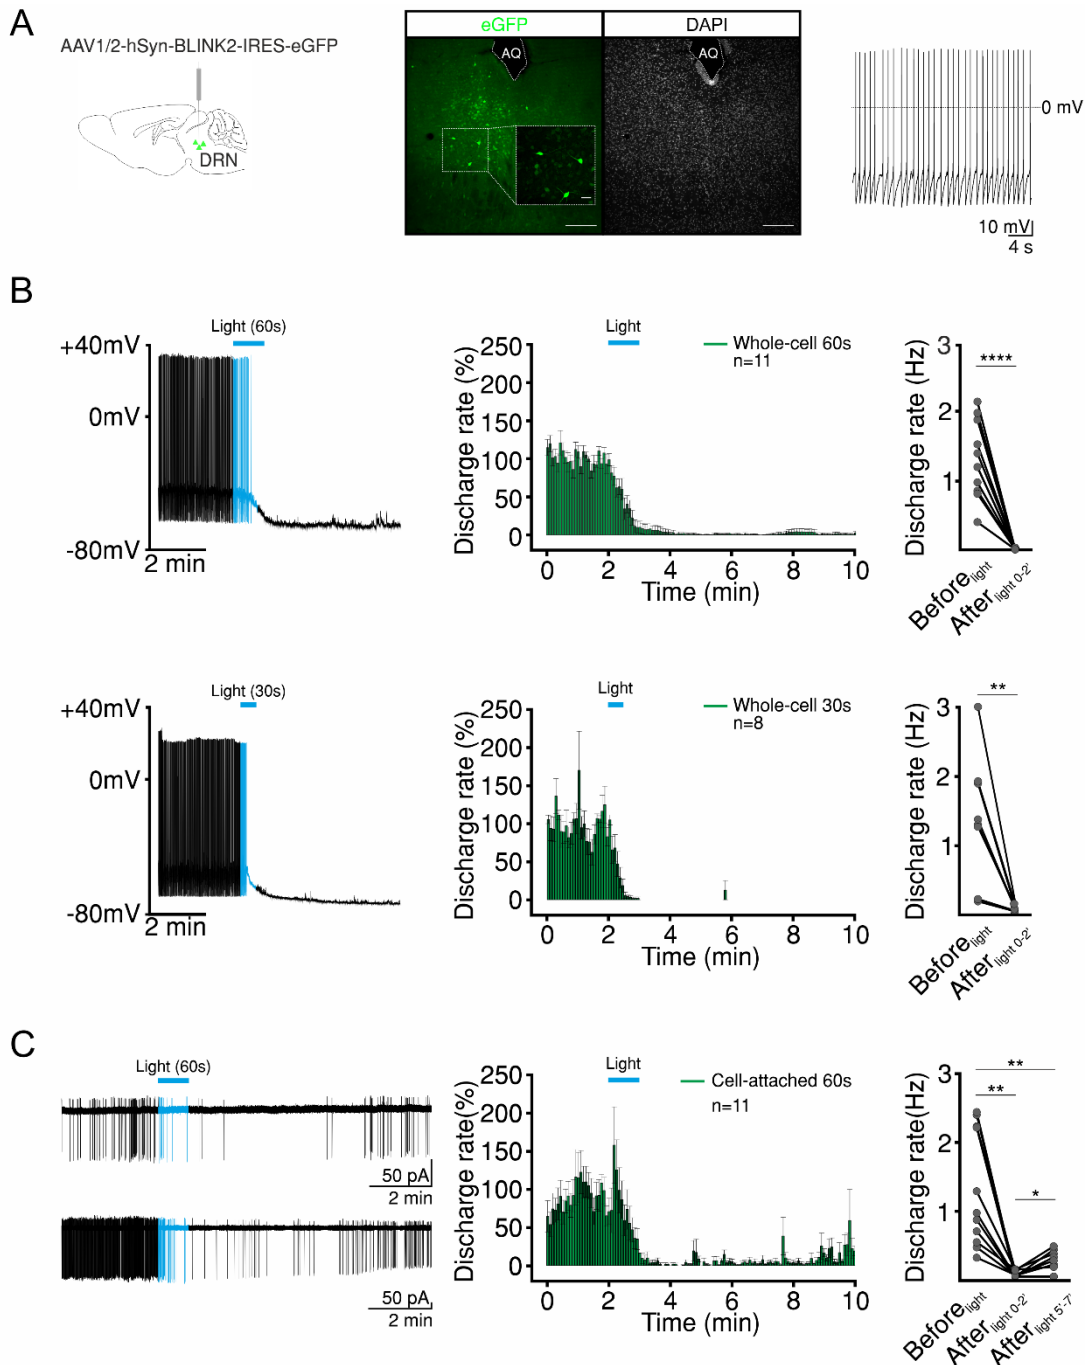 A
AAV1/2-hSyn-BLINK2-IRES-eGFP
DRN
eGFP
DAPI
AQ
AQ
0 mV
10 mV
4 s
B
Light (60s)
+40mV
0mV
-80mV
2 min
Light
Whole-cell 60s
n=11
Discharge rate (%)
250
200
150
100
50
0
0 2 4 6 8 10
Time (min)
Discharge rate (Hz)
3
2
1
****
Before light
After light 0-2'
Light (30s)
+40mV
0mV
-80mV
2 min
Light
Whole-cell 30s
n=8
Discharge rate (%)
250
200
150
100
50
0
0 2 4 6 8 10
Time (min)
Discharge rate (Hz)
3
2
1
**
Before light
After light 0-2'
C
Light (60s)
50 pA
2 min
50 pA
2 min
Light
Cell-attached 60s
n=11
Discharge rate(%)
250
200
150
100
50
0
0 2 4 6 8 10
Time (min)
Discharge rate(Hz)
3
2
1
0
**
**
*
Before light
After light 0-2'
After light 5'-7'